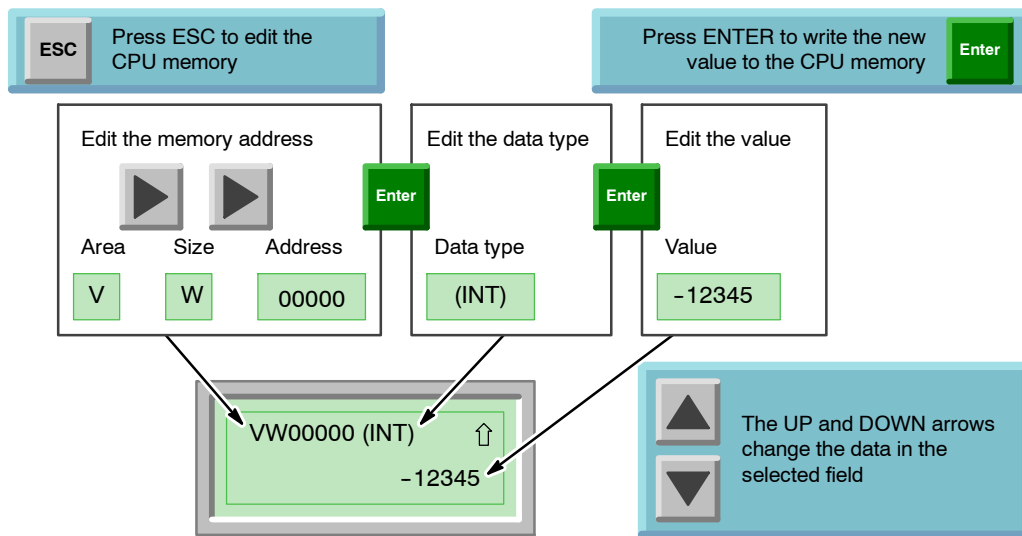 ESC
Press ESC to edit the
CPU memory
Press ENTER to write the new
value to the CPU memory
Enter
Edit the memory address
Edit the data type
Edit the value
Enter
Enter
Area
Size
Address
Data type
Value
V
W
00000
(INT)
-12345
VW00000 (INT)
-12345
The UP and DOWN arrows
change the data in the
selected field